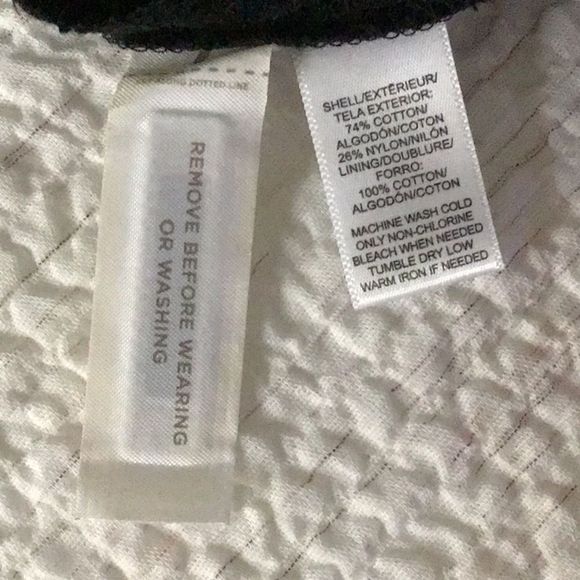 DOTTED LINE
REMOVE BEFORE WEARING
OR WASHING
SHELL/EXTÉRIEUR/
TELA EXTERIOR:
74% COTTON/
ALGODÓN/COTON
26% NYLON/NILÓN
LINING/DOUBLURE/
FORRO:
100% COTTON/
ALGODÓN/COTON
MACHINE WASH COLD
ONLY NON-CHLORINE
BLEACH WHEN NEEDED
TUMBLE DRY LOW
WARM IRON IF NEEDED